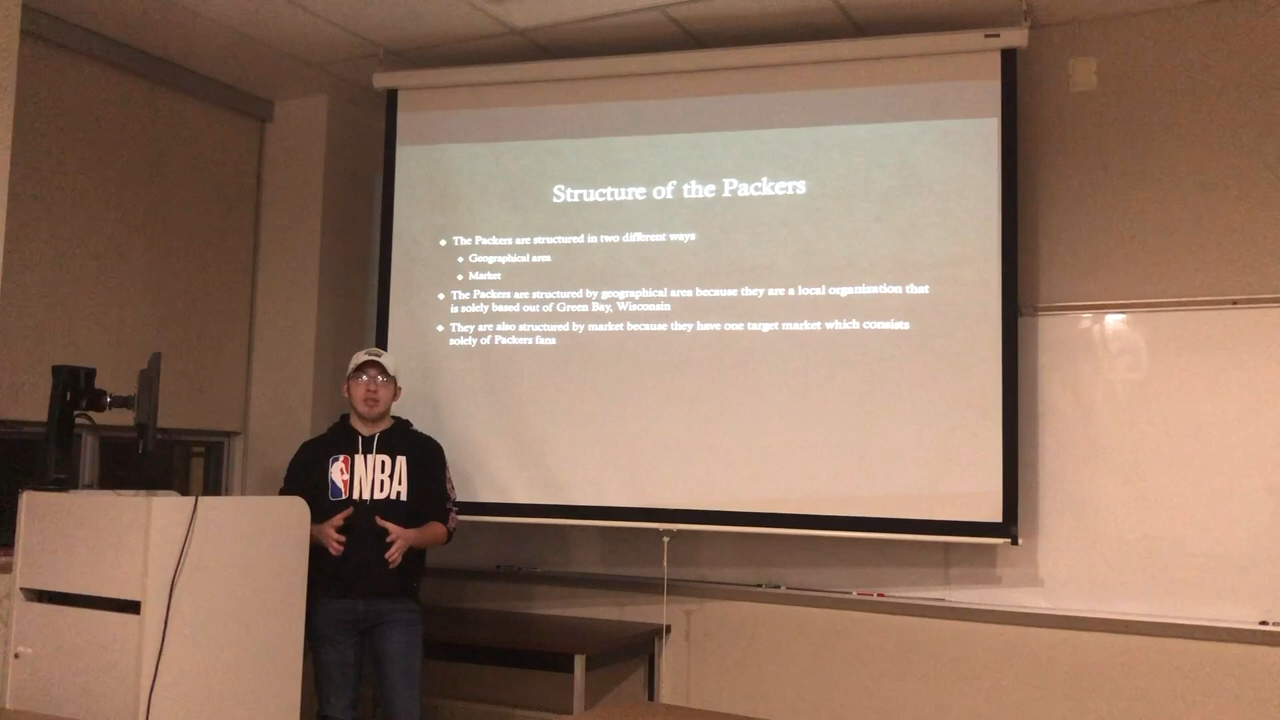 Structure of the Packers
The Packers are structured in two different ways
Geographical area
Market
The Packers are structured by geographical area because they are a local organization that
is solely based out of Green Bay, Wisconsin
They are also structured by market because they have one target market which consists
solely of Packers fans
NBA